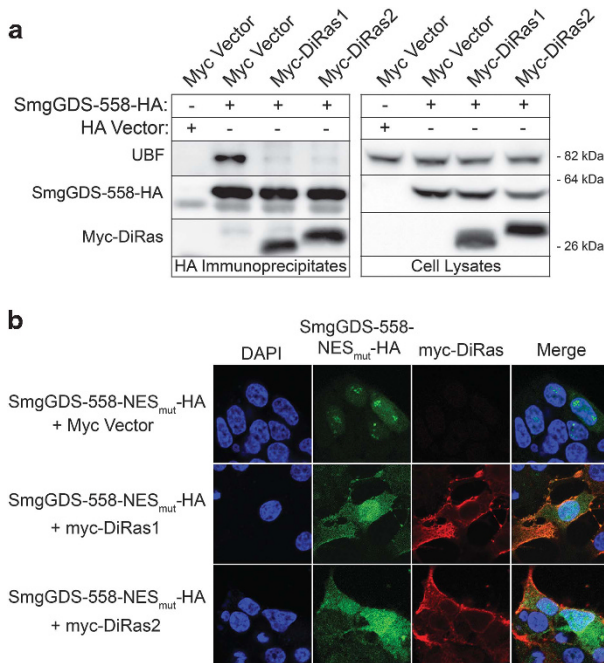 a
Myc Vector Myc Vector Myc-DiRas1 Myc-DiRas2 Myc Vector Myc Vector Myc-DiRas1 Myc-DiRas2
SmgGDS-558-HA: - + + + - + + +
HA Vector: + - - - + - - -
UBF - 82 kDa
- 64 kDa
SmgGDS-558-HA
Myc-DiRas - 26 kDa
HA Immunoprecipitates Cell Lysates
b
SmgGDS-558-
DAPI NESmut-HA myc-DiRas Merge
SmgGDS-558-NESmut-HA
+ Myc Vector
SmgGDS-558-NESmut-HA
+ myc-DiRas1
SmgGDS-558-NESmut-HA
+ myc-DiRas2